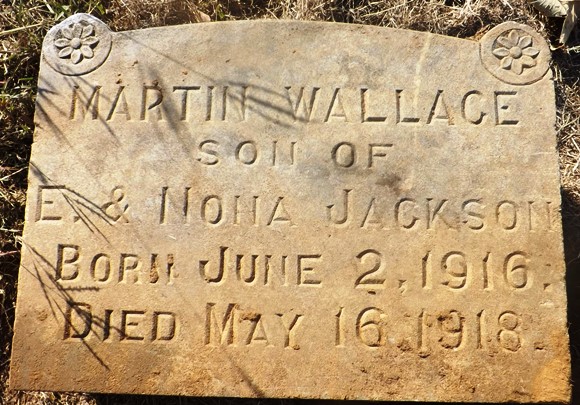 MARTIN WALLACE
SON OF
E. & NONA JACKSON
BORN JUNE 2, 1916.
DIED MAY 16, 1918.